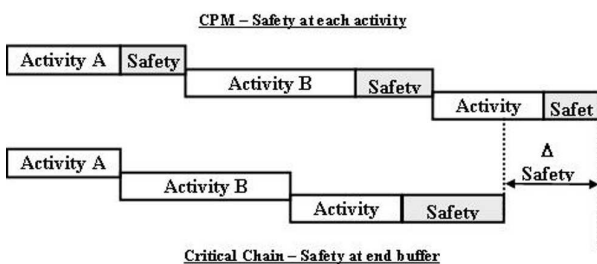 CPM – Safety at each activity
Activity A Safety
Activity B Safety
Activity Safet
Δ
Safety
Activity A
Activity B
Activity Safety
Critical Chain – Safety at end buffer